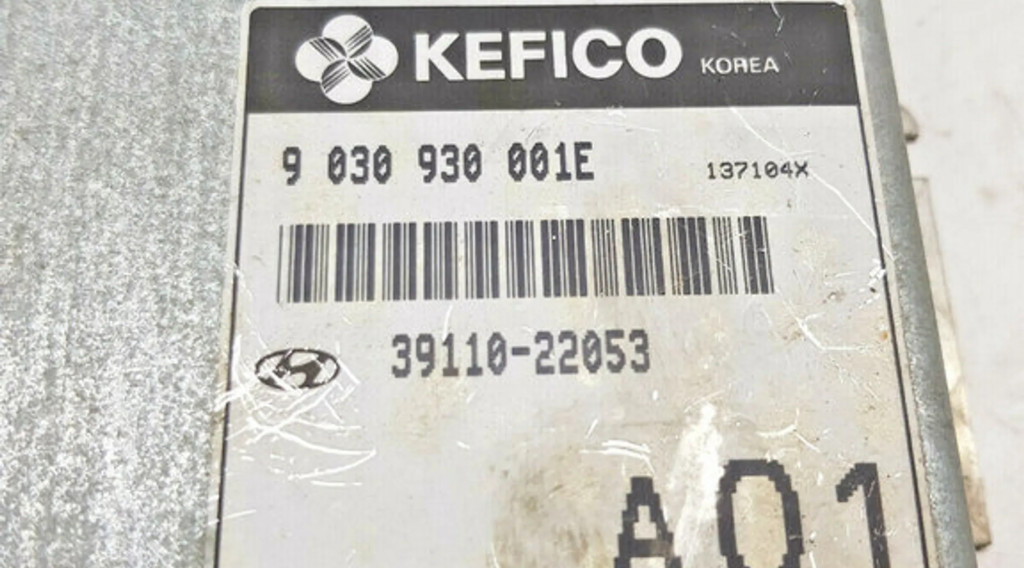 KEFICO KOREA
9 030 930 001E 137104X
39110-22053
A01